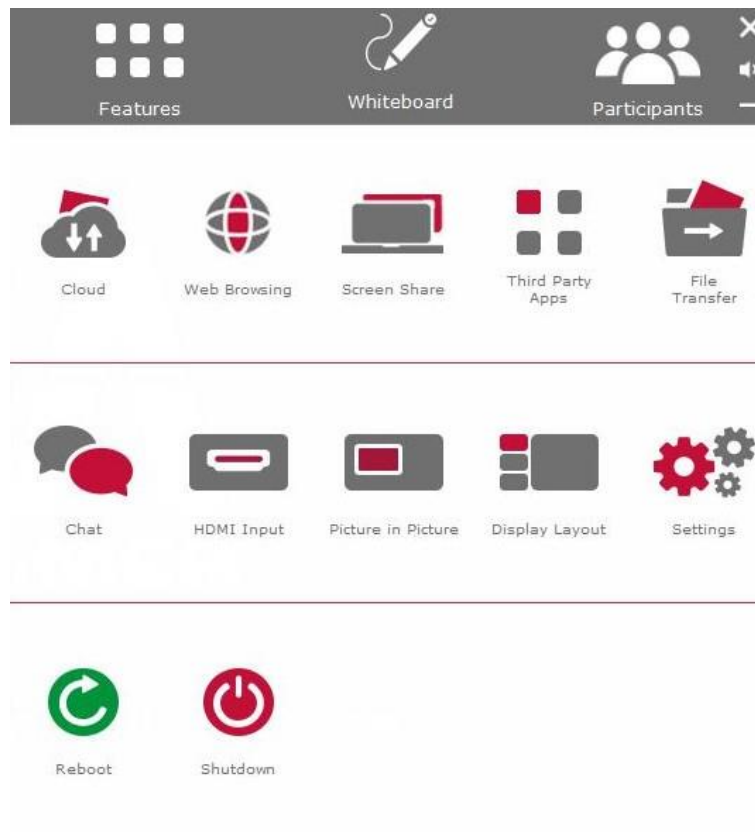 Features
Whiteboard
Participants
Cloud
Web Browsing
Screen Share
Third Party
Apps
File
Transfer
Chat
HDMI Input
Picture in Picture
Display Layout
Settings
Reboot
Shutdown